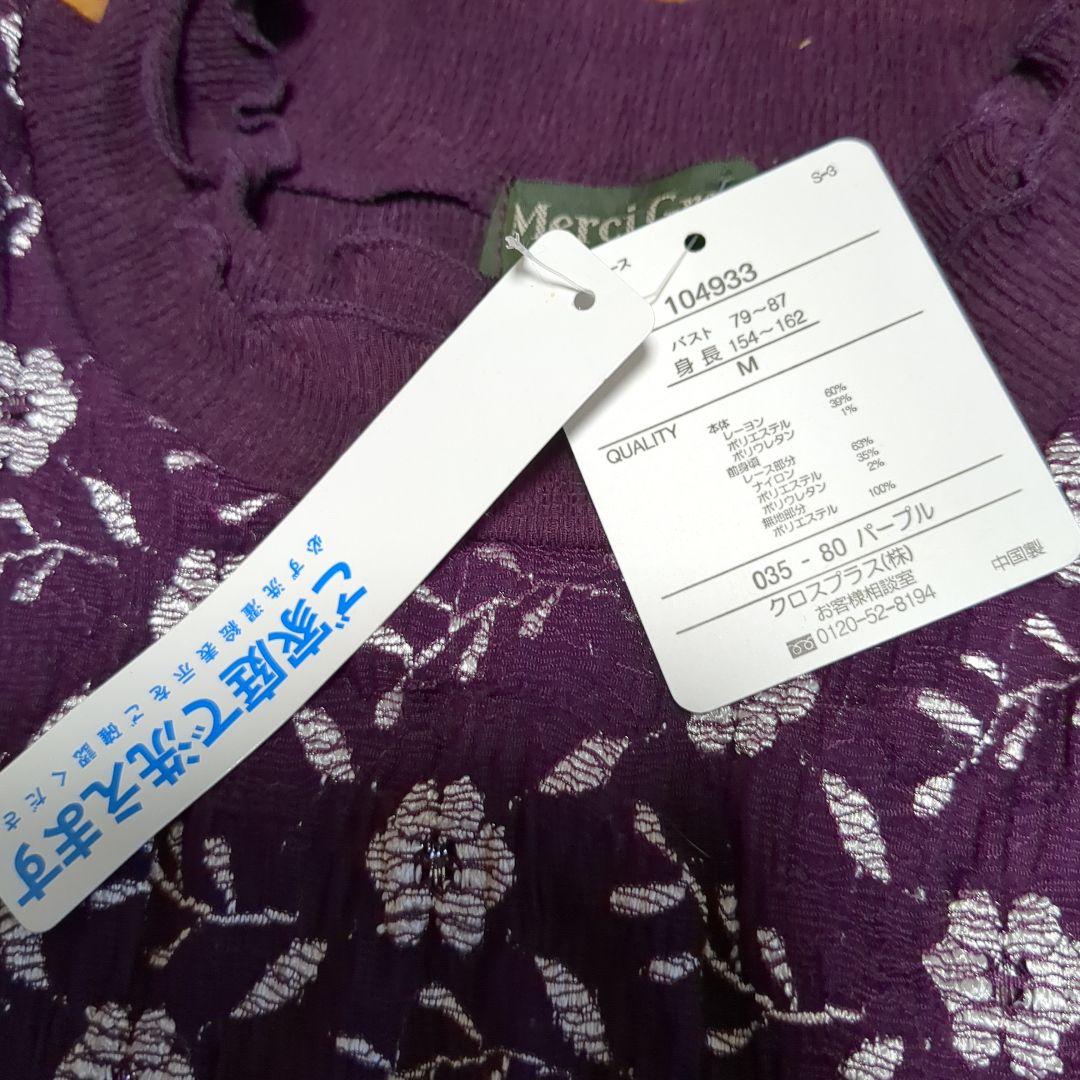 Merci
S-3
ース
104933
バスト 79～87
身長 154～162
M
QUALITY
本体
レーヨン 60%
ポリエステル 39%
ポリウレタン 1%
前身頃
レース部分
ナイロン 63%
ポリエステル 35%
ポリウレタン 2%
無地部分
ポリエステル 100%
035 - 80 パープル
クロスプラス(株) 中国製
お客様相談室
0120-52-8194
ご家庭で洗えます
必ず洗濯絵表示をご確認くださ